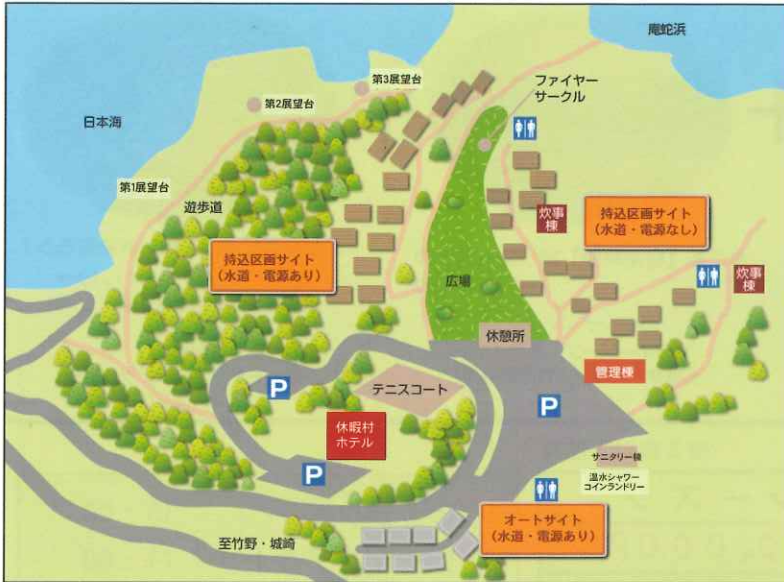 庵蛇浜
第3展望台
ファイヤー
サークル
第2展望台
日本海
第1展望台
遊歩道
炊事
棟
持込区画サイト
(水道・電源なし)
持込区画サイト
(水道・電源あり)
広場
炊事
棟
休憩所
管理棟
P
テニスコート
P
休暇村
ホテル
P
サニタリー棟
温水シャワー
コインランドリー
オートサイト
(水道・電源あり)
至竹野・城崎